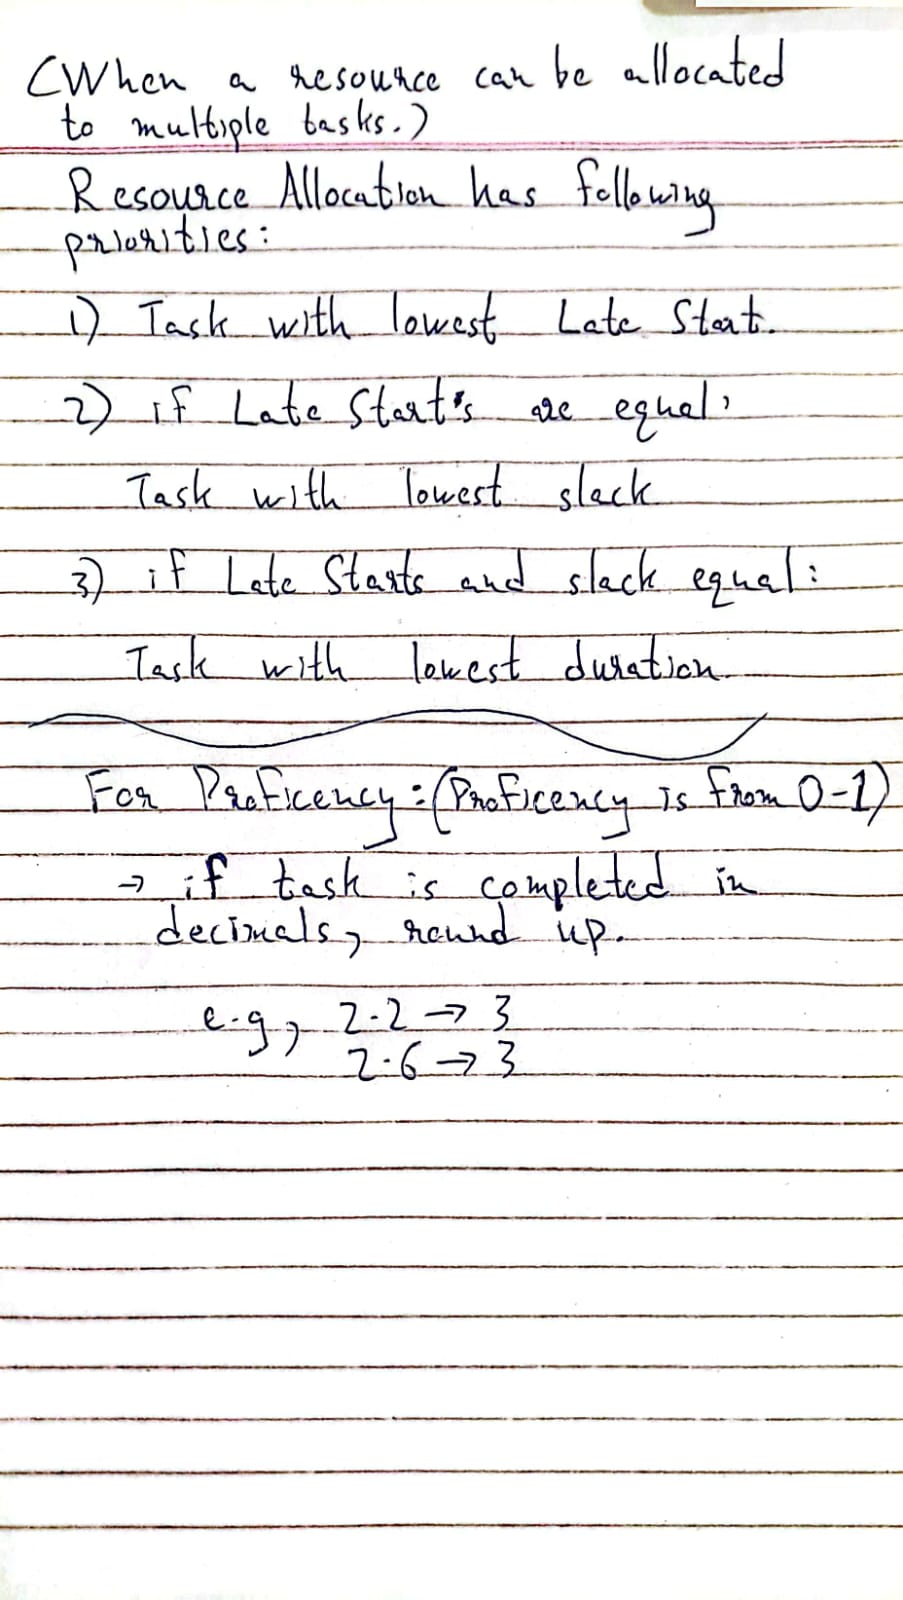 (When a resource can be allocated
to multiple tasks.)
Resource Allocation has following
priorities:
1) Task with lowest Late Start.
2) if Late Start's are equal,
Task with lowest slack
3) if Late Starts and slack equal:
Task with lowest duration.
For Proficency: (Proficency is from 0-1)
→ if task is completed in
decimals, round up.
e.g, 2.2 → 3
2.6 → 3